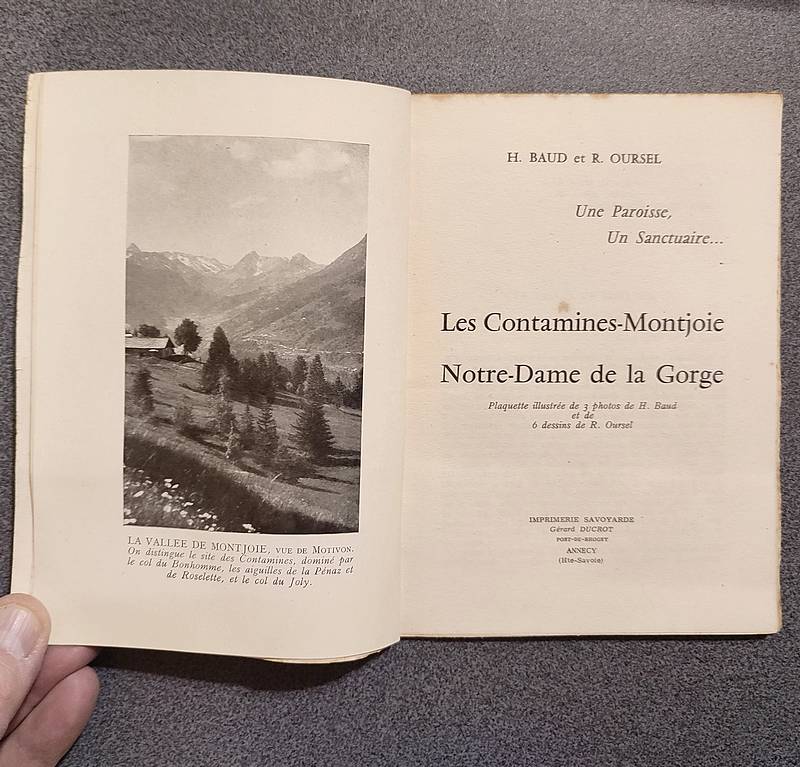 LA VALLEE DE MONTJOIE, VUE DE MOTIVON.
On distingue le site des Contamines, dominé par
le col du Bonhomme, les aiguilles de la Pénaz et
de Roselette, et le col du Joly.
H. BAUD et R. OURSEL
Une Paroisse,
Un Sanctuaire...
Les Contamines-Montjoie
Notre-Dame de la Gorge
Plaquette illustrée de 3 photos de H. Baud
et de
6 dessins de R. Oursel
IMPRIMERIE SAVOYARDE
Gérard DUCROT
PONT-DE-BROGNY
ANNECY
(Hte-Savoie)